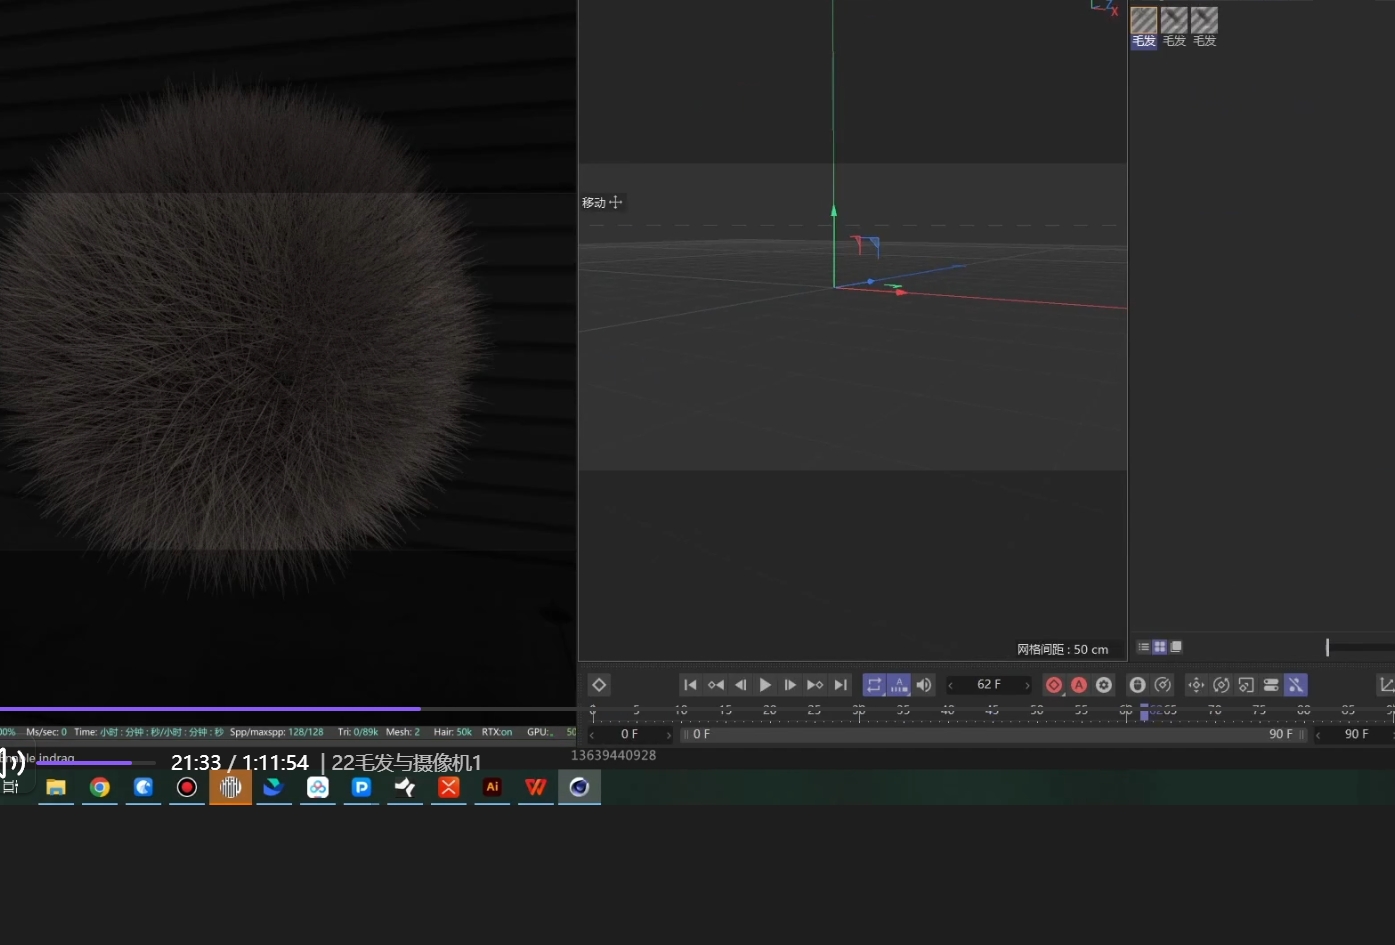 X
Z
毛发 毛发 毛发
移动
网格间距 : 50 cm
A
62 F
A
0 5 10 15 20 25 30 35 40 45 50 55 60 6265 70 75 80 85 90
0 F
0 F
90 F
90 F
00% Ms/sec: 0 Time: 小时 : 分钟 : 秒/小时 : 分钟 : 秒 Spp/maxspp: 128/128 Tri: 0/89k Mesh: 2 Hair: 50k RTX:on GPU: 50
indrag
13639440928
21:33 / 1:11:54 | 22毛发与摄像机1
P
Ai
W